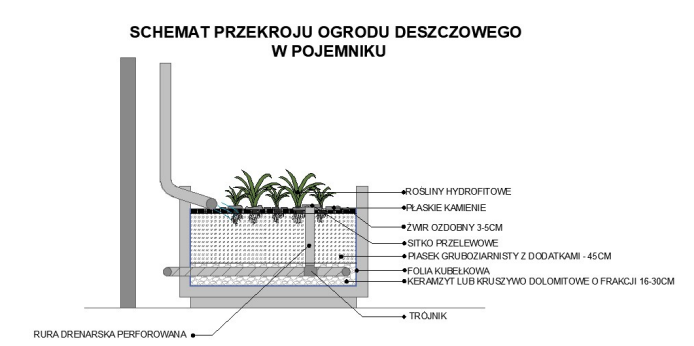 SCHEMAT PRZEKROJU OGRODU DESZCZOWEGO
W POJEMNIKU
ROŚLINY HYDROFITOWE
PŁASKIE KAMIENIE
ŻWIR OZDOBNY 3-5CM
SITKO PRZELEWOWE
PIASEK GRUBOZIARNISTY Z DODATKAMI - 45CM
FOLIA KUBEŁKOWA
KERAMZYT LUB KRUSZYWO DOLOMITOWE O FRAKCJI 16-30CM
TRÓJNIK
RURA DRENARSKA PERFOROWANA